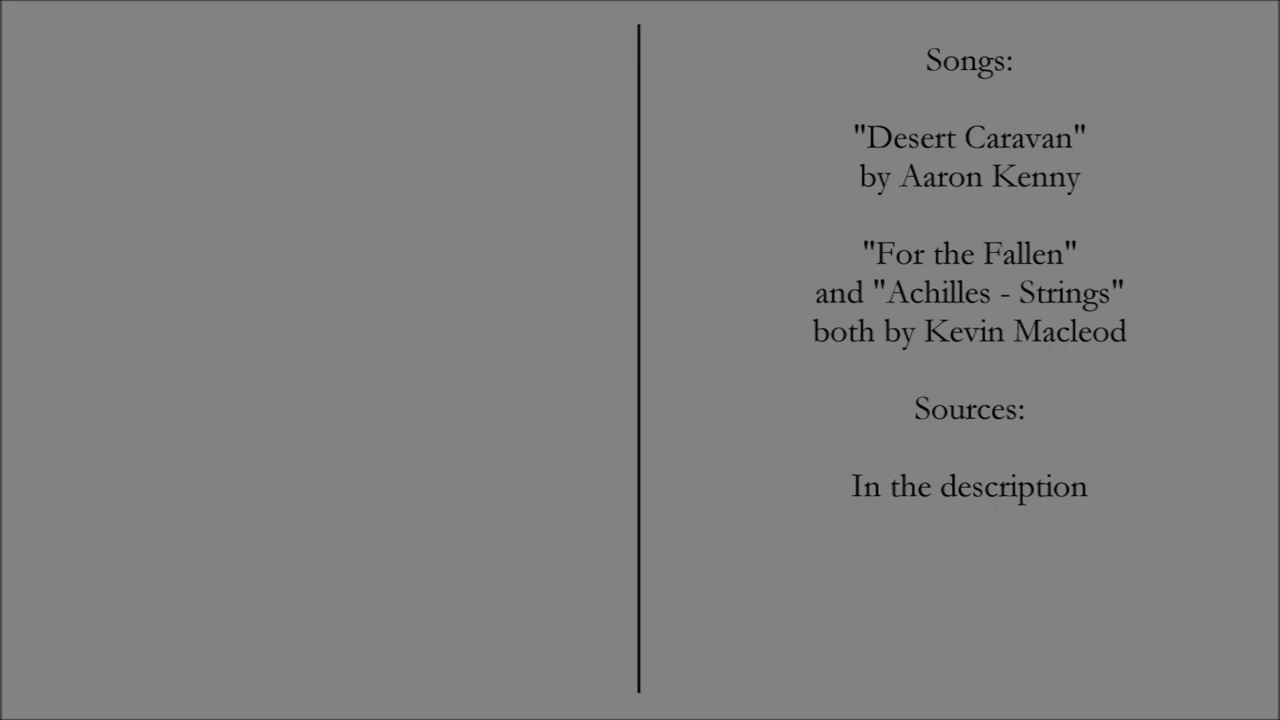 Songs:
"Desert Caravan"
by Aaron Kenny
"For the Fallen"
and "Achilles - Strings"
both by Kevin Macleod
Sources:
In the description